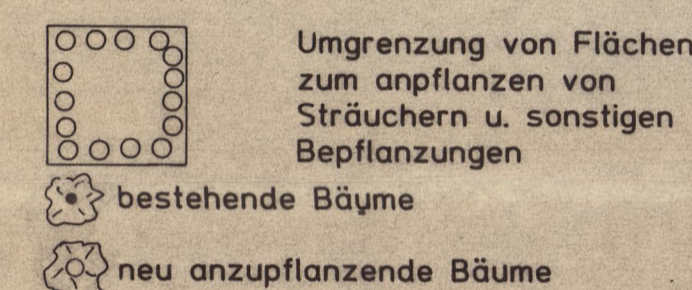 Umgrenzung von Flächen
zum anpflanzen von
Sträuchern u. sonstigen
Bepflanzungen
bestehende Bäume
neu anzupflanzende Bäume